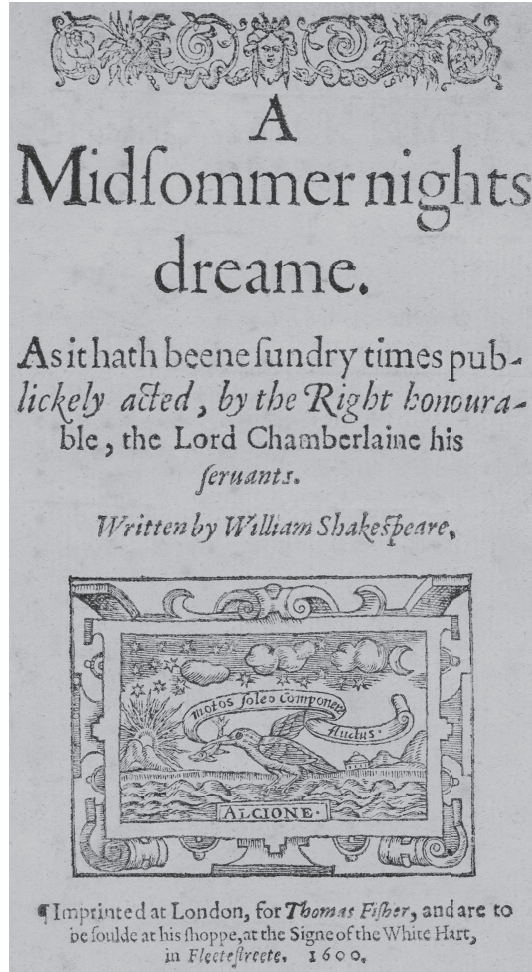 A
Midſommer nights
dreame.
As it hath beene ſundry times pub-
lickely acted, by the Right honoura-
ble, the Lord Chamberlaine his
ſeruants.
Written by William Shakeſpeare.
Motos ſoleo Componere
fluctus.
ALCIONE.
¶Imprinted at London, for Thomas Fiſher, and are to
be ſoulde at his ſhoppe, at the Signe of the White Hart,
in Fleeteſtreete. 1600.